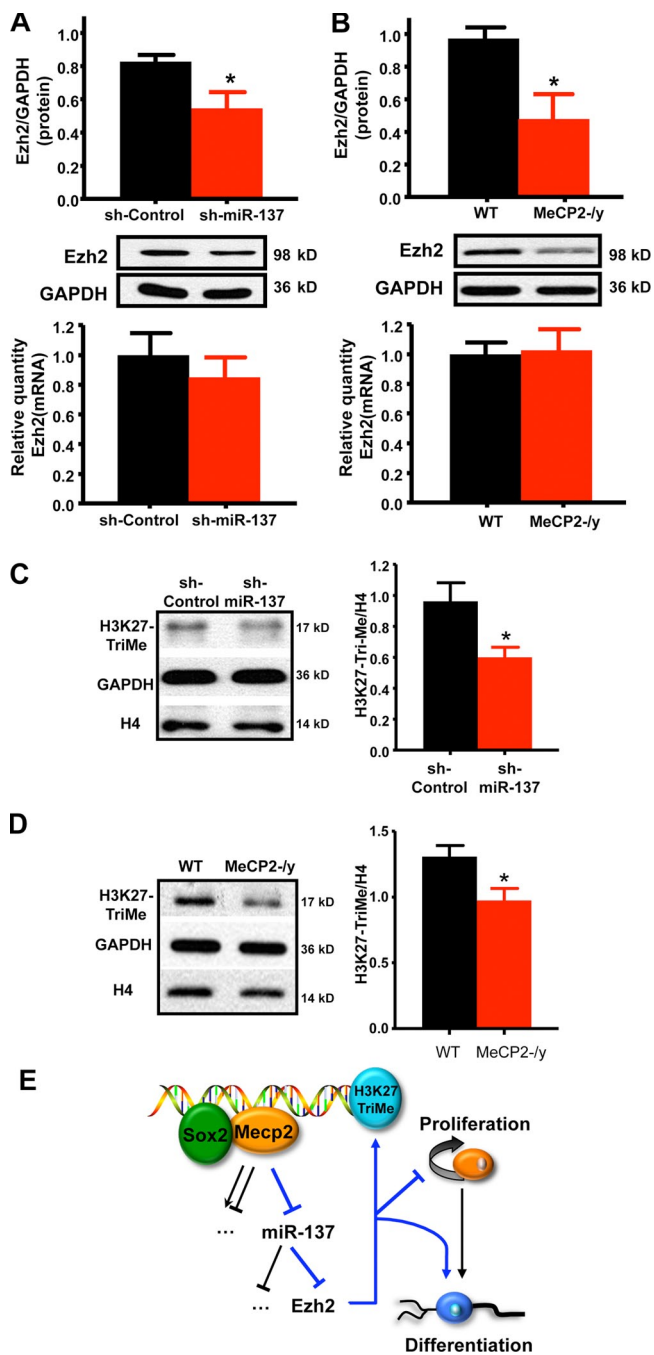 A
Ezh2/GAPDH
(protein)
1.0
0.8
0.6
0.4
0.2
0.0
*
sh-Control sh-miR-137
Ezh2
98 kD
GAPDH
36 kD
Relative quantity
Ezh2(mRNA)
1.2
1.0
0.8
0.6
0.4
0.2
0.0
sh-Control sh-miR-137
B
Ezh2/GAPDH
(protein)
1.0
0.8
0.6
0.4
0.2
0.0
*
WT MeCP2-/y
Ezh2
98 kD
GAPDH
36 kD
Relative quantity
Ezh2(mRNA)
1.2
1.0
0.8
0.6
0.4
0.2
0.0
WT MeCP2-/y
C
sh- sh-
Control miR-137
H3K27-
TriMe
17 kD
GAPDH
36 kD
H4
14 kD
H3K27-Tri-Me/H4
1.2
1.0
0.8
0.6
0.4
0.2
0.0
*
sh- sh-
Control miR-137
D
WT MeCP2-/y
H3K27-
TriMe
17 kD
GAPDH
36 kD
H4
14 kD
H3K27-TriMe/H4
1.5
1.0
0.5
0.0
*
WT MeCP2-/y
E
H3K27
TriMe
Sox2 Mecp2
Proliferation
... miR-137
... Ezh2
Differentiation